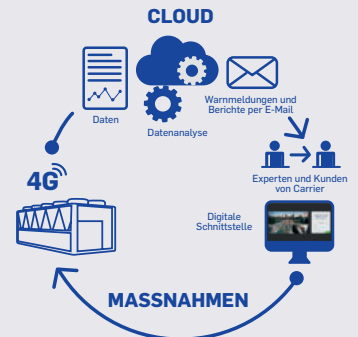 CLOUD
Daten
Datenanalyse
Warnmeldungen und
Berichte per E-Mail
4G
Experten und Kunden
von Carrier
Digitale
Schnittstelle
MASSNAHMEN